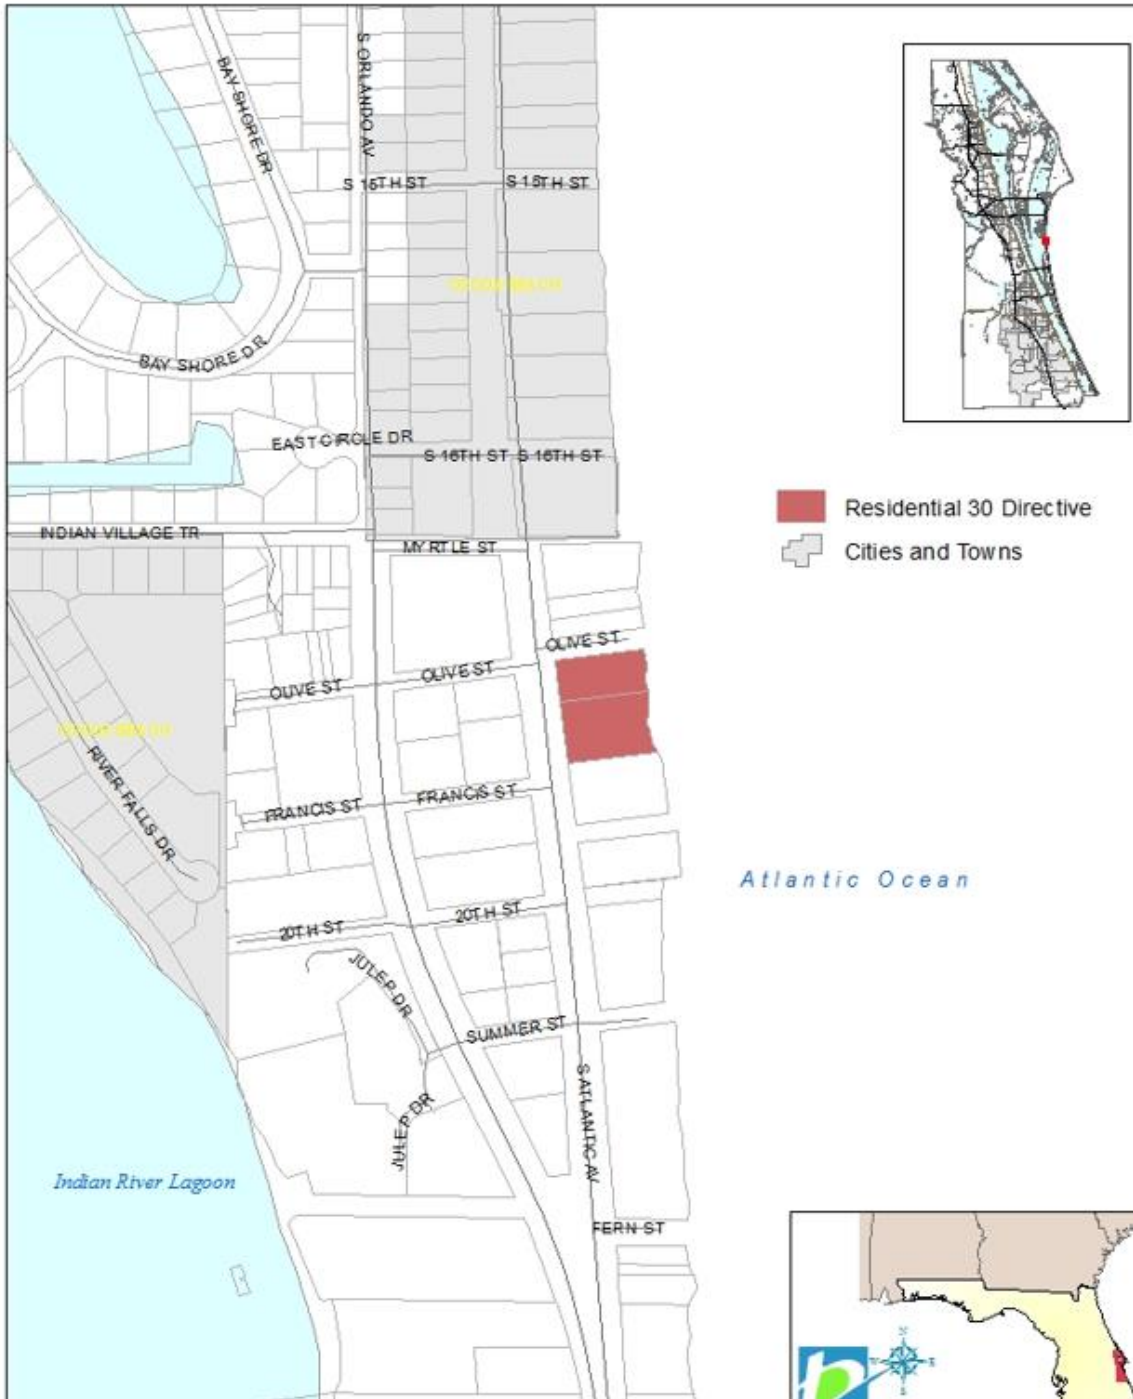 BAY SHORE DR
S ORLANDO AV
S 15TH ST
S 15TH ST
BAY SHORE DR
EAST CIRCLE DR
S 16TH ST
S 16TH ST
Residential 30 Directive
INDIAN VILLAGE TR
MYRTLE ST
Cities and Towns
OLIVE ST
OLIVE ST
OLIVE ST
RIVER FALLS DR
FRANCIS ST
FRANCIS ST
Atlantic Ocean
20TH ST
20TH ST
JULEP DR
SUMMER ST
S ATLANTIC AV
JULEP DR
Indian River Lagoon
FERN ST
N
W
E
S